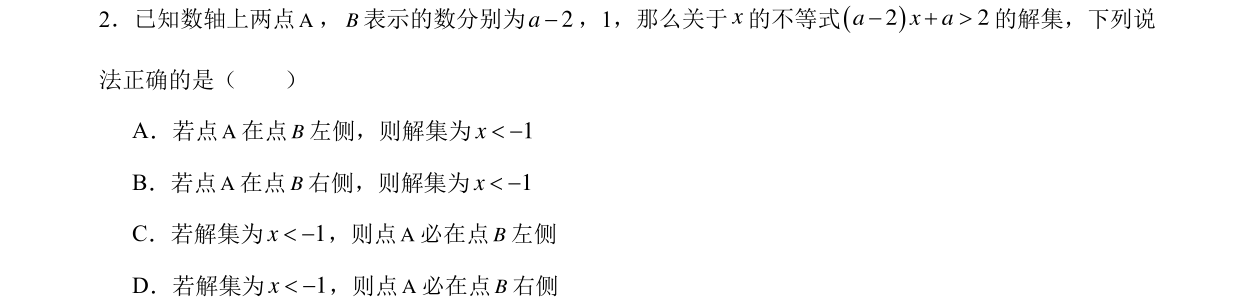 2．已知数轴上两点A，B表示的数分别为a－2，1，那么关于x的不等式(a－2)x+a>2的解集，下列说
法正确的是（　　）
A．若点A在点B左侧，则解集为x<－1
B．若点A在点B右侧，则解集为x<－1
C．若解集为x<－1，则点A必在点B左侧
D．若解集为x<－1，则点A必在点B右侧